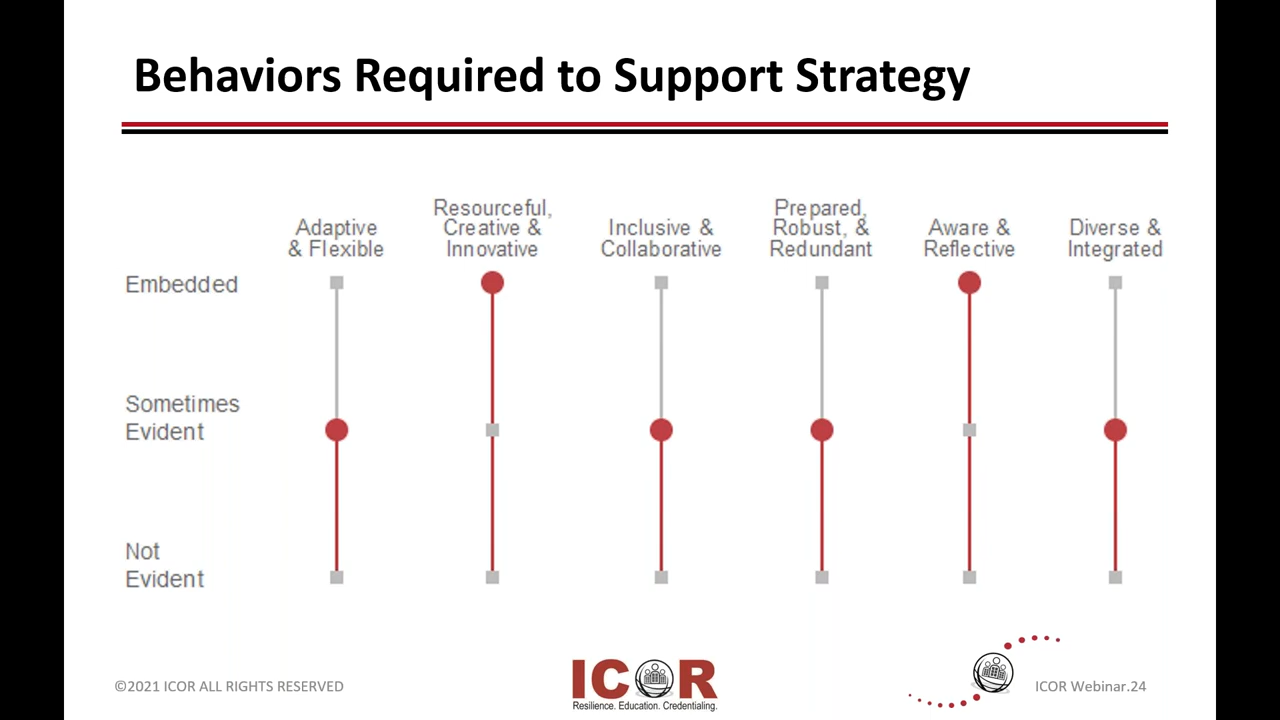 Behaviors Required to Support Strategy
Adaptive
& Flexible
Resourceful,
Creative &
Innovative
Inclusive &
Collaborative
Prepared,
Robust, &
Redundant
Aware &
Reflective
Diverse &
Integrated
Embedded
Sometimes
Evident
Not
Evident
©2021 ICOR ALL RIGHTS RESERVED
ICOR
Resilience. Education. Credentialing.
ICOR Webinar.24